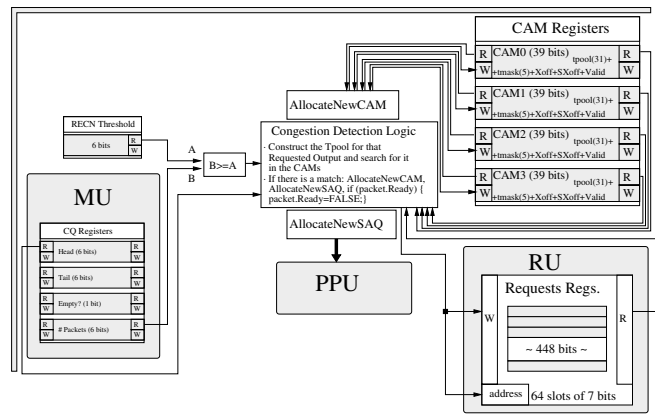 CAM Registers
R CAM0 (39 bits) tpool(31)+ R
W +tmask(5)+Xoff+SXoff+Valid W
R CAM1 (39 bits) tpool(31)+ R
W +tmask(5)+Xoff+SXoff+Valid W
R CAM2 (39 bits) tpool(31)+ R
W +tmask(5)+Xoff+SXoff+Valid W
R CAM3 (39 bits) tpool(31)+ R
W +tmask(5)+Xoff+SXoff+Valid W
AllocateNewCAM
Congestion Detection Logic
· Construct the Tpool for that
Requested Output and search for it
in the CAMs
· If there is a match: AllocateNewCAM,
AllocateNewSAQ, if (packet.Ready) {
packet.Ready=FALSE;}
AllocateNewSAQ
PPU
RECN Threshold
6 bits R
W
A
B
B>=A
MU
CQ Registers
R Head (6 bits) R
W W
R Tail (6 bits) R
W W
R Empty? (1 bit) R
W W
R # Packets (6 bits) R
W W
RU
Requests Regs.
W
R
~ 448 bits ~
address
64 slots of 7 bits